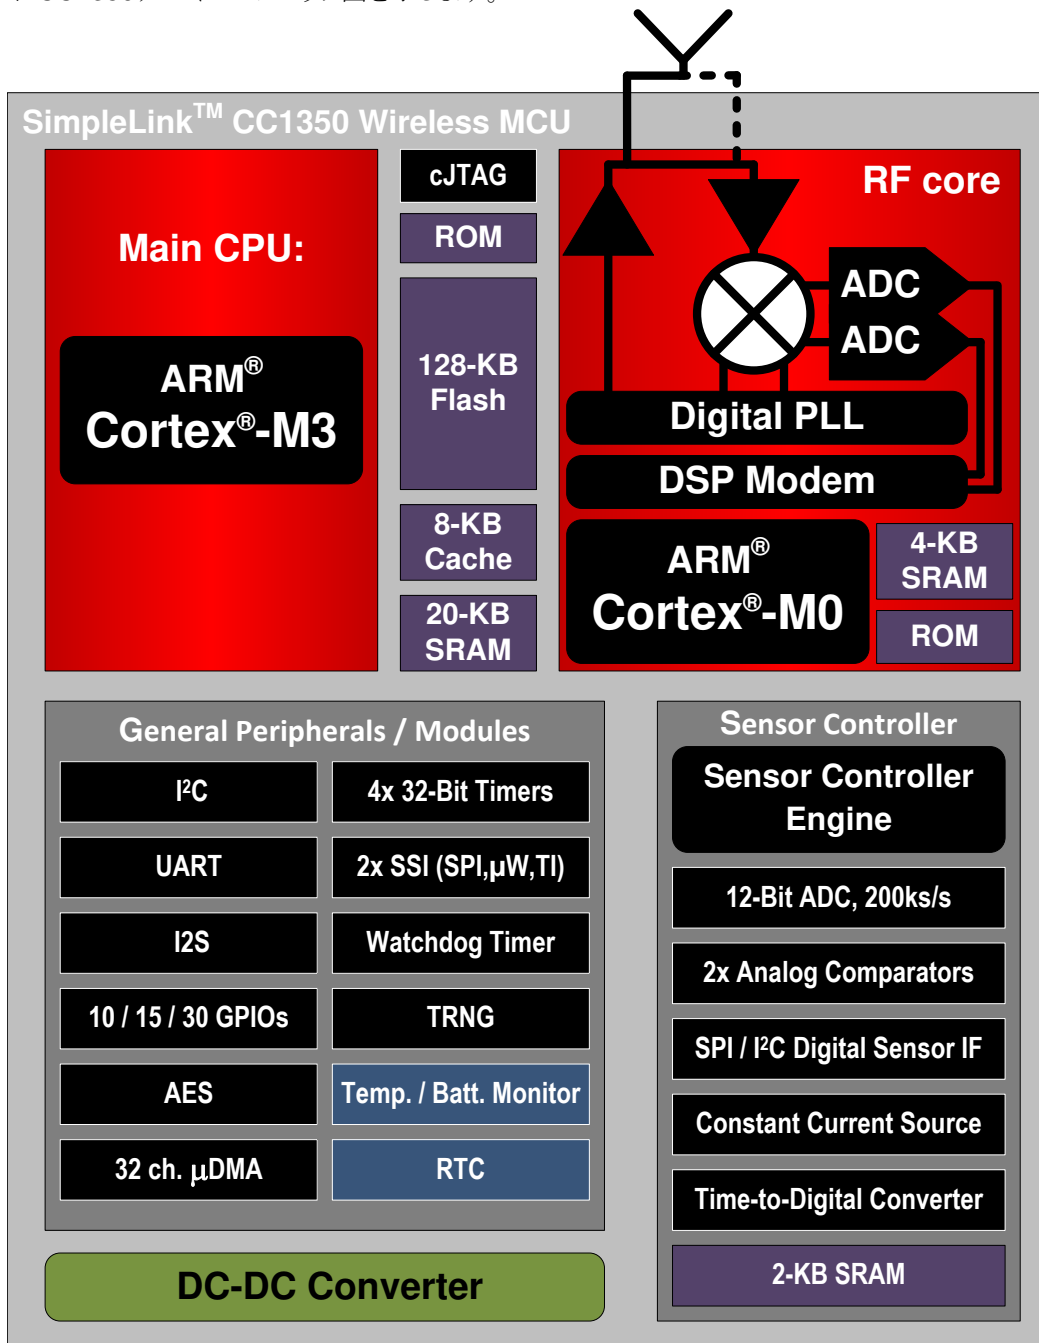 SimpleLink™ CC1350 Wireless MCU
Main CPU:
ARM®
Cortex®-M3
cJTAG
ROM
128-KB
Flash
8-KB
Cache
20-KB
SRAM
RF core
ADC
ADC
Digital PLL
DSP Modem
ARM®
Cortex®-M0
4-KB
SRAM
ROM
General Peripherals / Modules
I²C
4x 32-Bit Timers
UART
2x SSI (SPI,µW,TI)
I2S
Watchdog Timer
10 / 15 / 30 GPIOs
TRNG
AES
Temp. / Batt. Monitor
32 ch. µDMA
RTC
Sensor Controller
Sensor Controller
Engine
12-Bit ADC, 200ks/s
2x Analog Comparators
SPI / I²C Digital Sensor IF
Constant Current Source
Time-to-Digital Converter
2-KB SRAM
DC-DC Converter